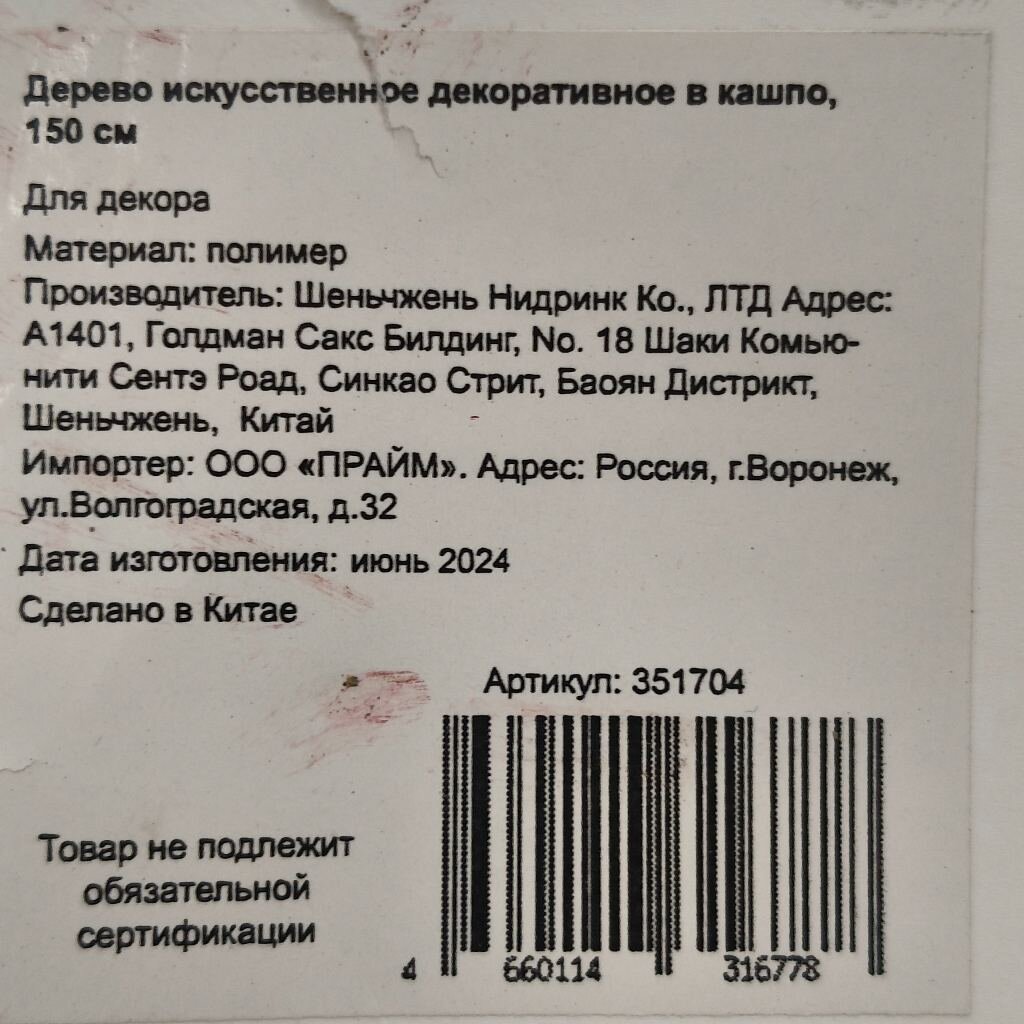 Дерево искусственное декоративное в кашпо,
150 см
Для декора
Материал: полимер
Производитель: Шеньчжень Нидринк Ко., ЛТД Адрес:
А1401, Голдман Сакс Билдинг, No. 18 Шаки Комью-
нити Сентэ Роад, Синкао Стрит, Баоян Дистрикт,
Шеньчжень, Китай
Импортер: ООО «ПРАЙМ». Адрес: Россия, г.Воронеж,
ул.Волгоградская, д.32
Дата изготовления: июнь 2024
Сделано в Китае
Артикул: 351704
Товар не подлежит
обязательной
сертификации
4 660114 316778